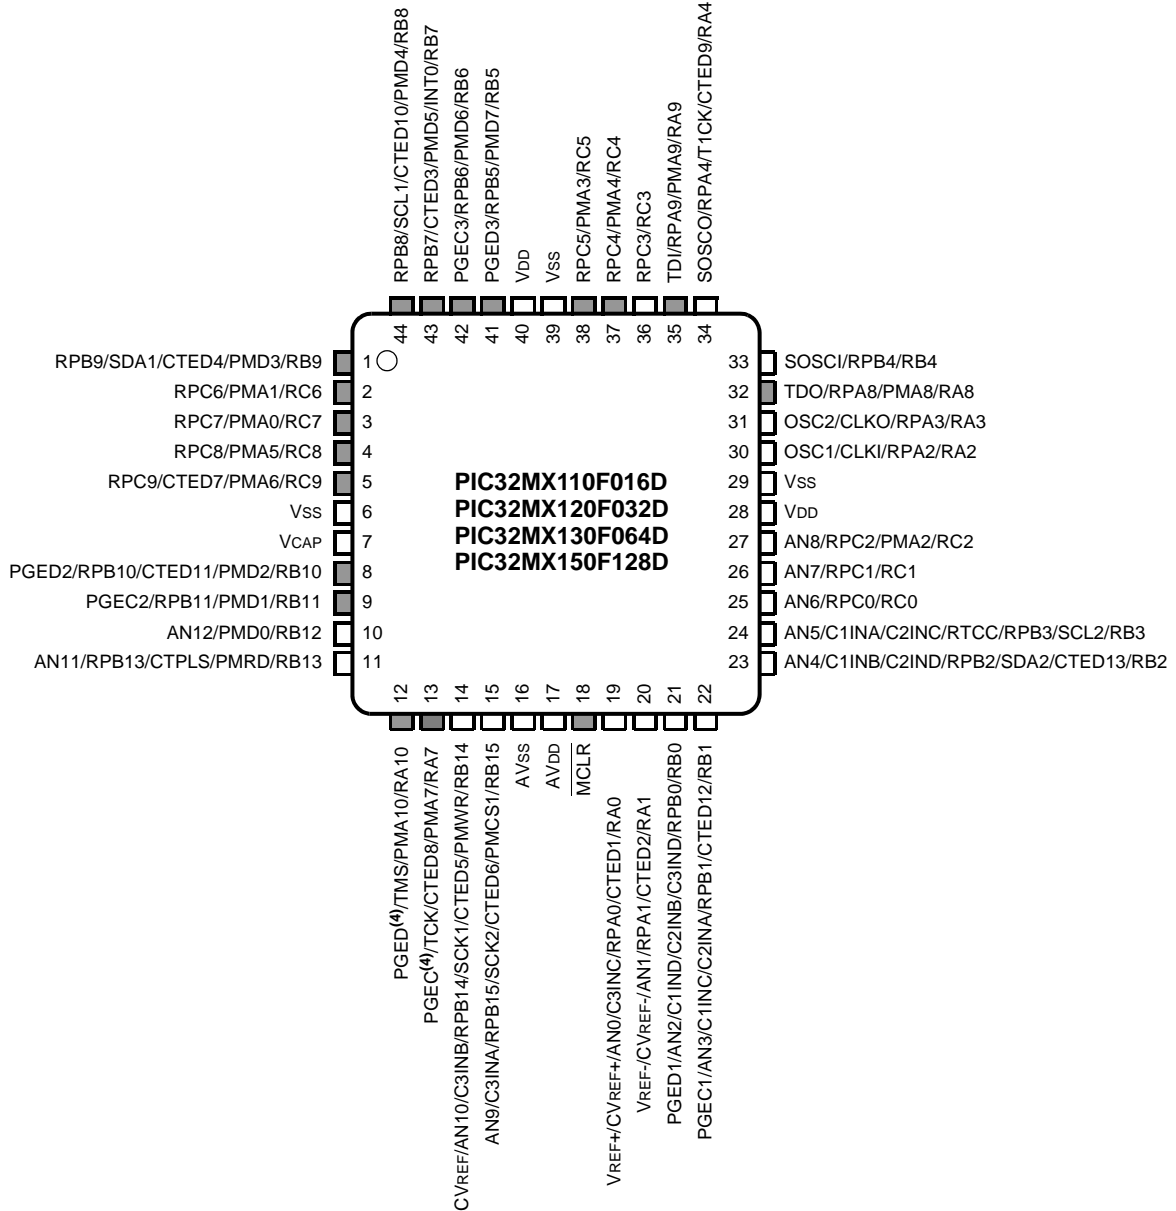 RPB8/SCL1/CTED10/PMD4/RB8
RPB7/CTED3/PMD5/INT0/RB7
PGEC3/RPB6/PMD6/RB6
PGED3/RPB5/PMD7/RB5
VDD
VSS
RPC5/PMA3/RC5
RPC4/PMA4/RC4
RPC3/RC3
TDI/RPA9/PMA9/RA9
SOSCO/RPA4/T1CK/CTED9/RA4
44 43 42 41 40 39 38 37 36 35 34
RPB9/SDA1/CTED4/PMD3/RB9 1
RPC6/PMA1/RC6 2
RPC7/PMA0/RC7 3
RPC8/PMA5/RC8 4
RPC9/CTED7/PMA6/RC9 5
VSS 6
VCAP 7
PGED2/RPB10/CTED11/PMD2/RB10 8
PGEC2/RPB11/PMD1/RB11 9
AN12/PMD0/RB12 10
AN11/RPB13/CTPLS/PMRD/RB13 11
PIC32MX110F016D
PIC32MX120F032D
PIC32MX130F064D
PIC32MX150F128D
33 SOSCI/RPB4/RB4
32 TDO/RPA8/PMA8/RA8
31 OSC2/CLKO/RPA3/RA3
30 OSC1/CLKI/RPA2/RA2
29 VSS
28 VDD
27 AN8/RPC2/PMA2/RC2
26 AN7/RPC1/RC1
25 AN6/RPC0/RC0
24 AN5/C1INA/C2INC/RTCC/RPB3/SCL2/RB3
23 AN4/C1INB/C2IND/RPB2/SDA2/CTED13/RB2
12 13 14 15 16 17 18 19 20 21 22
PGED(4)/TMS/PMA10/RA10
PGEC(4)/TCK/CTED8/PMA7/RA7
CVREF/AN10/C3INB/RPB14/SCK1/CTED5/PMWR/RB14
AN9/C3INA/RPB15/SCK2/CTED6/PMCS1/RB15
AVSS
AVDD
MCLR
VREF+/CVREF+/AN0/C3INC/RPA0/CTED1/RA0
VREF-/CVREF-/AN1/RPA1/CTED2/RA1
PGED1/AN2/C1IND/C2INB/C3IND/RPB0/RB0
PGEC1/AN3/C1INC/C2INA/RPB1/CTED12/RB1